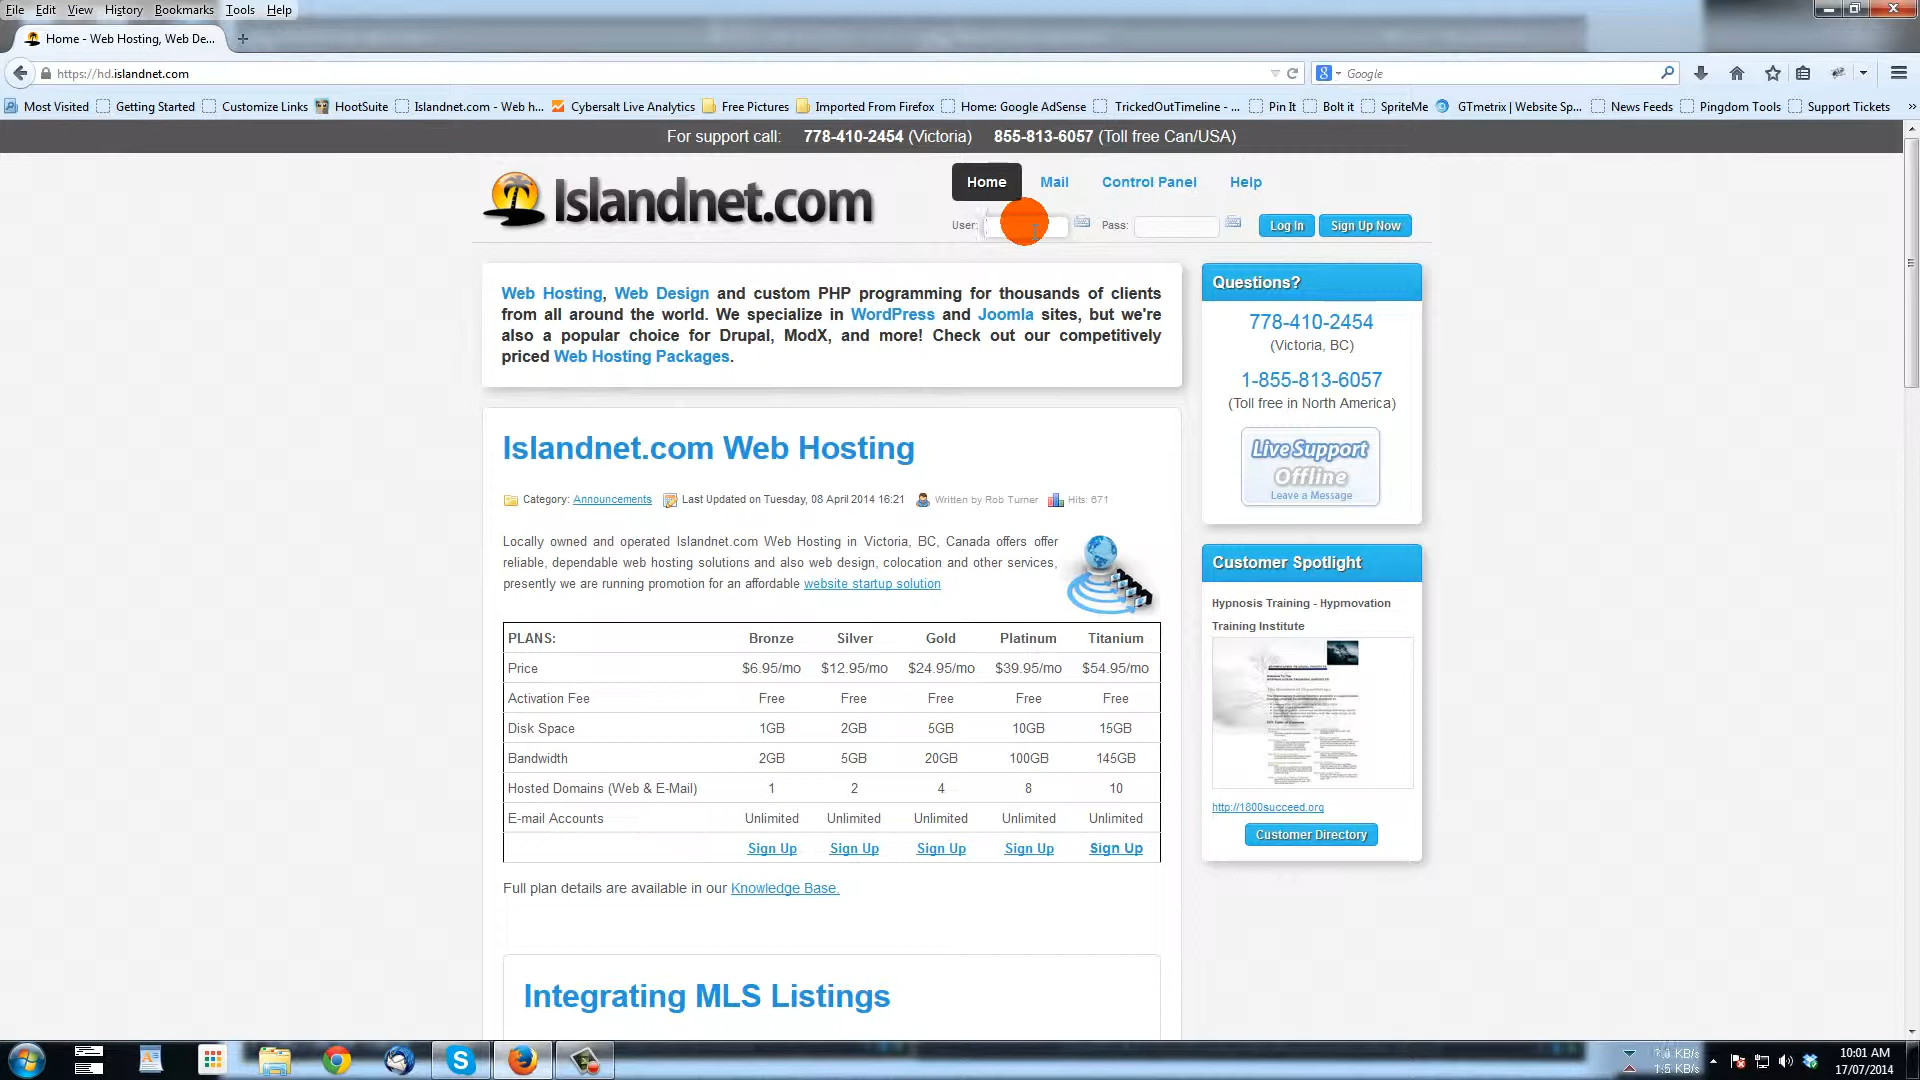 File Edit View History Bookmarks Tools Help
Home - Web Hosting, Web De...
https://hd.islandnet.com
Google
Most Visited Getting Started Customize Links HootSuite Islandnet.com - Web h... Cybersalt Live Analytics Free Pictures Imported From Firefox Home: Google AdSense TrickedOutTimeline - ... Pin It Bolt it SpriteMe GTmetrix | Website Sp... News Feeds Pingdom Tools Support Tickets »
For support call: 778-410-2454 (Victoria) 855-813-6057 (Toll free Can/USA)
Islandnet.com
Home Mail Control Panel Help
User: Pass: Log In Sign Up Now
Web Hosting, Web Design and custom PHP programming for thousands of clients
from all around the world. We specialize in WordPress and Joomla sites, but we're
also a popular choice for Drupal, ModX, and more! Check out our competitively
priced Web Hosting Packages.
Islandnet.com Web Hosting
Category: Announcements Last Updated on Tuesday, 08 April 2014 16:21 Written by Rob Turner Hits: 671
Locally owned and operated Islandnet.com Web Hosting in Victoria, BC, Canada offers offer
reliable, dependable web hosting solutions and also web design, colocation and other services,
presently we are running promotion for an affordable website startup solution
PLANS: Bronze Silver Gold Platinum Titanium
Price $6.95/mo $12.95/mo $24.95/mo $39.95/mo $54.95/mo
Activation Fee Free Free Free Free Free
Disk Space 1GB 2GB 5GB 10GB 15GB
Bandwidth 2GB 5GB 20GB 100GB 145GB
Hosted Domains (Web & E-Mail) 1 2 4 8 10
E-mail Accounts Unlimited Unlimited Unlimited Unlimited Unlimited
Sign Up Sign Up Sign Up Sign Up Sign Up
Full plan details are available in our Knowledge Base.
Integrating MLS Listings
Questions?
778-410-2454
(Victoria, BC)
1-855-813-6057
(Toll free in North America)
Live Support
Offline
Leave a Message
Customer Spotlight
Hypnosis Training - Hypmovation
Training Institute
http://1800succeed.org
Customer Directory
1.5 KB/s
10:01 AM
17/07/2014